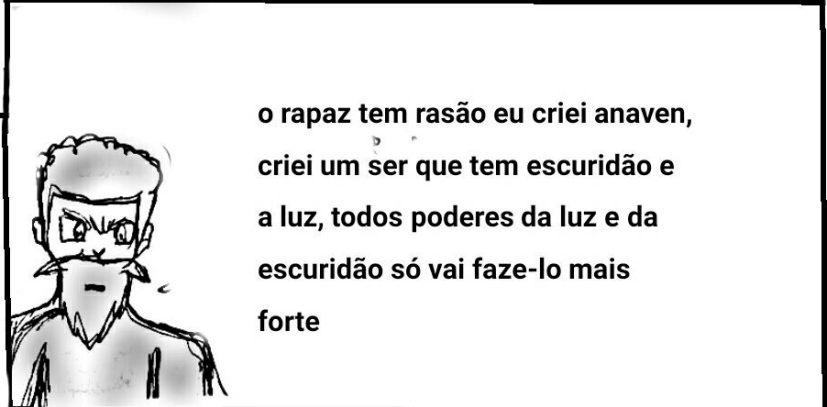 o rapaz tem rasão eu criei anaven,
criei um ser que tem escuridão e
a luz, todos poderes da luz e da
escuridão só vai faze-lo mais
forte